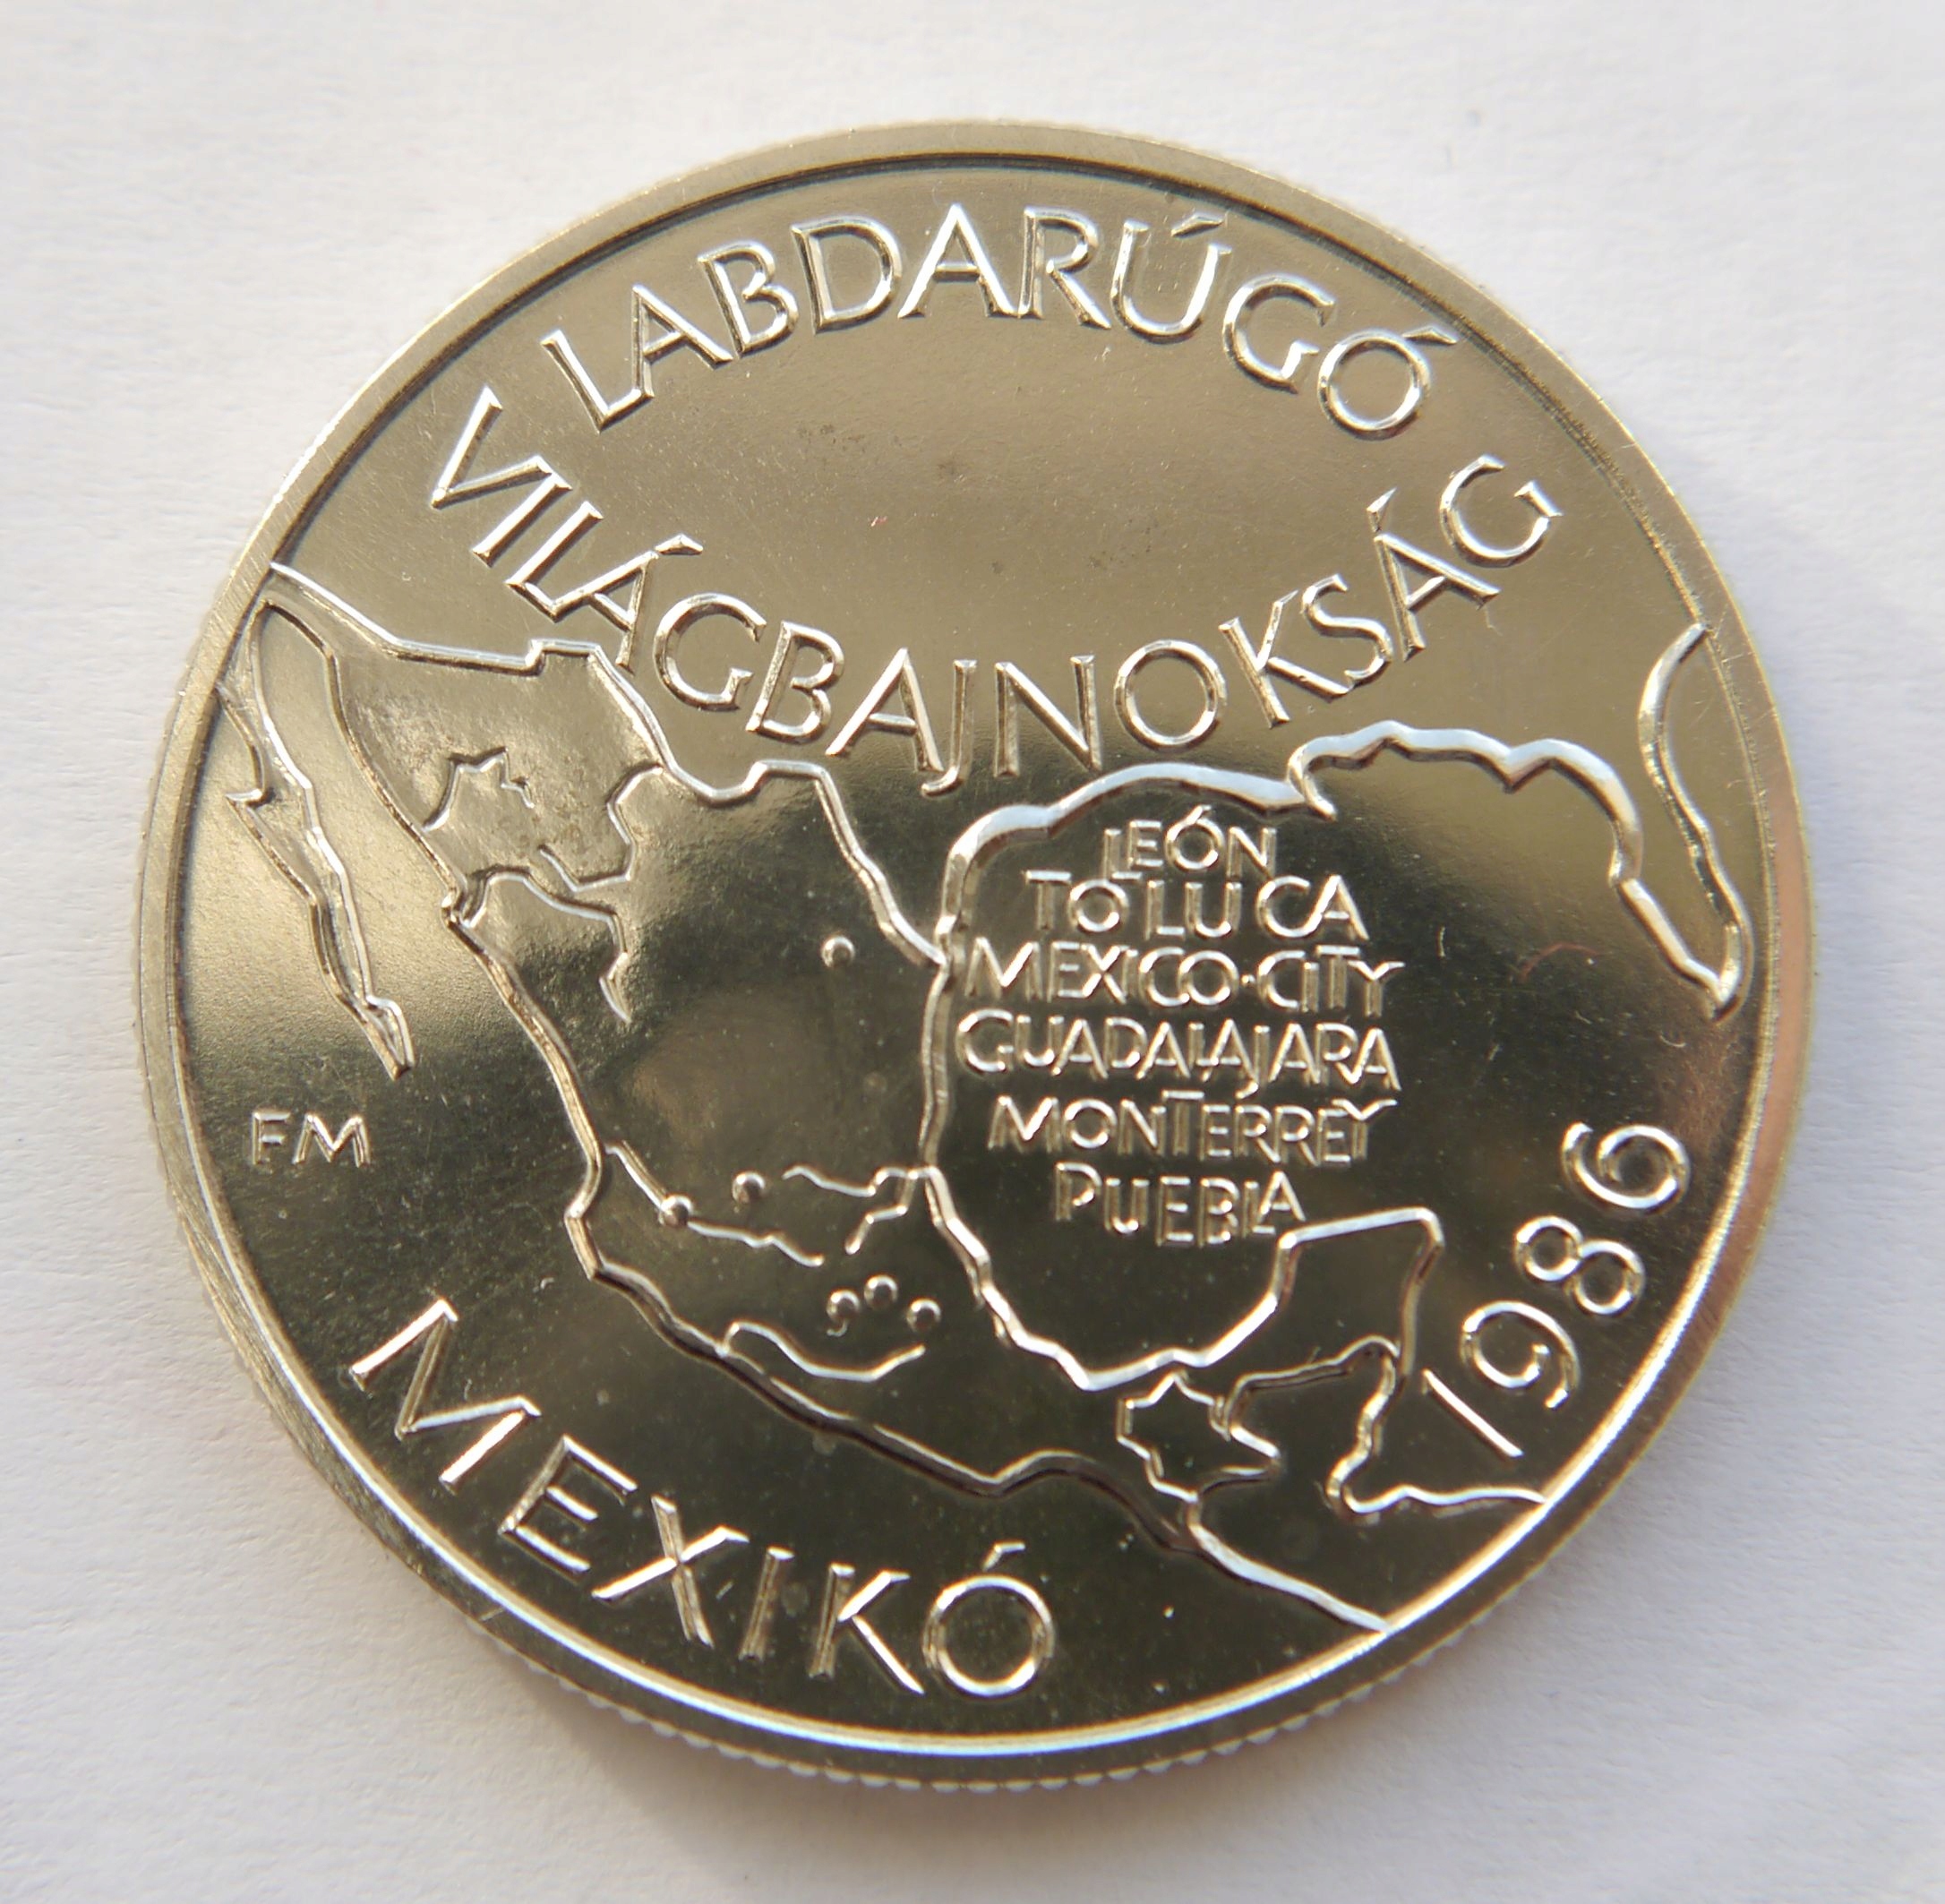 LABDARÚGÓ
VILÁGBAJNOKSÁG
LEÓN
TOLUCA
MEXICO·CITY
GUADALAJARA
MONTERREY
PUEBLA
FM
1986
MEXIKÓ